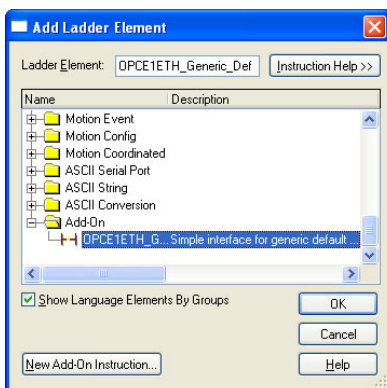 Add Ladder Element
Ladder Element: OPCE1ETH_Generic_Def Instruction Help >>
Name Description
Motion Event
Motion Config
Motion Coordinated
ASCII Serial Port
ASCII String
ASCII Conversion
Add-On
OPCE1ETH_G... Simple interface for generic default ...
Show Language Elements By Groups
OK
Cancel
New Add-On Instruction...
Help